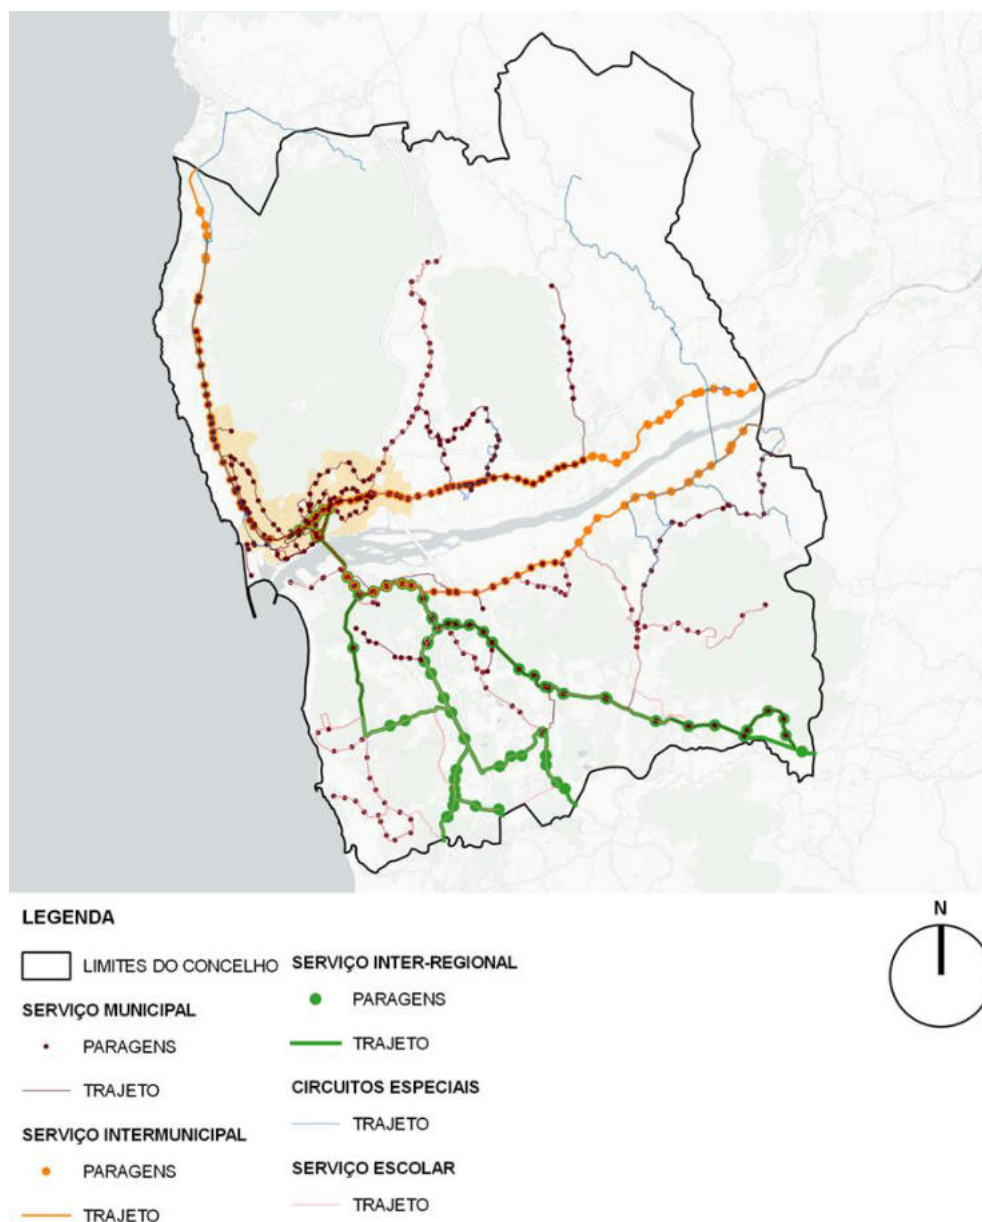 N
LEGENDA
LIMITES DO CONCELHO
SERVIÇO MUNICIPAL
PARAGENS
TRAJETO
SERVIÇO INTERMUNICIPAL
PARAGENS
TRAJETO
SERVIÇO INTER-REGIONAL
PARAGENS
TRAJETO
CIRCUITOS ESPECIAIS
TRAJETO
SERVIÇO ESCOLAR
TRAJETO